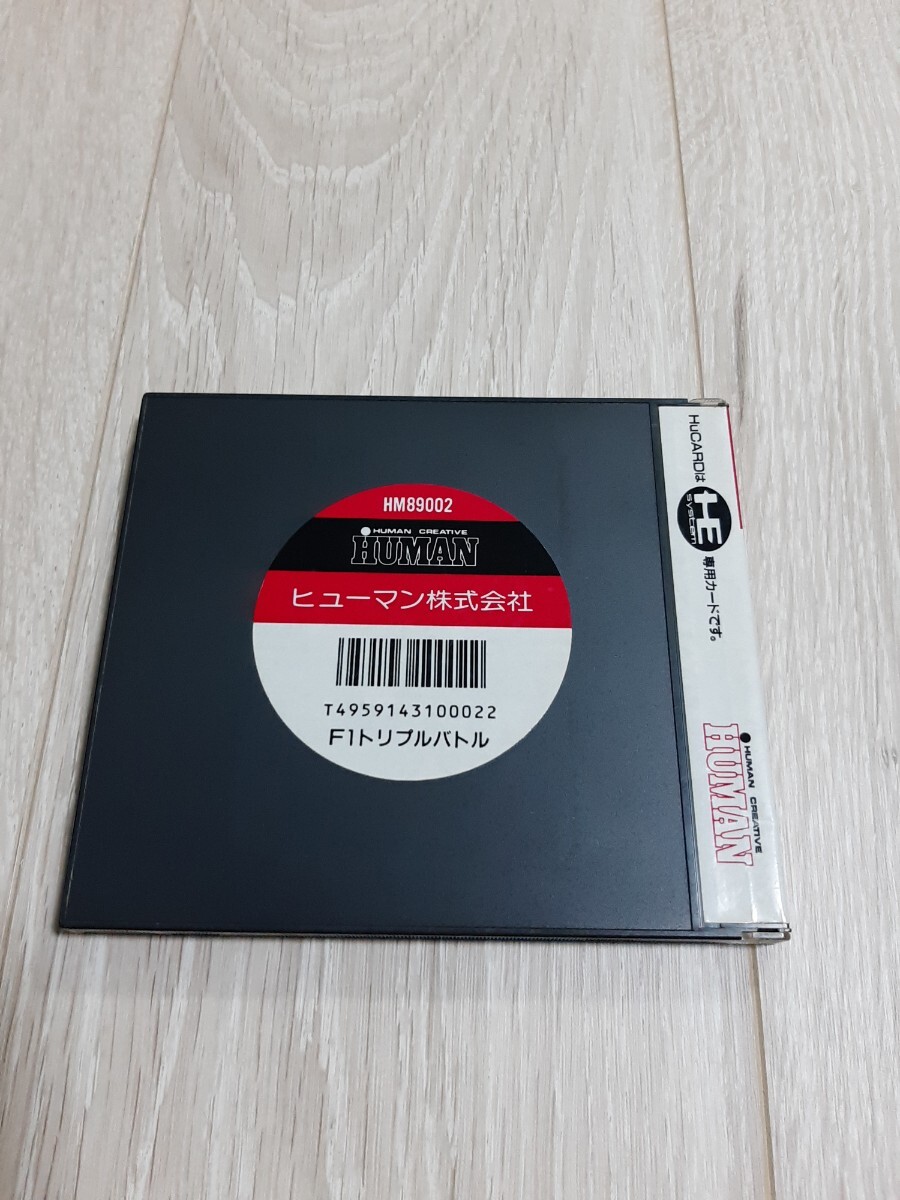 HM89002
HUMAN CREATIVE
HUMAN
ヒューマン株式会社
T4959143100022
F1トリプルバトル
HuCARDは HE SYSTEM 専用カードです。
HUMAN CREATIVE
HUMAN